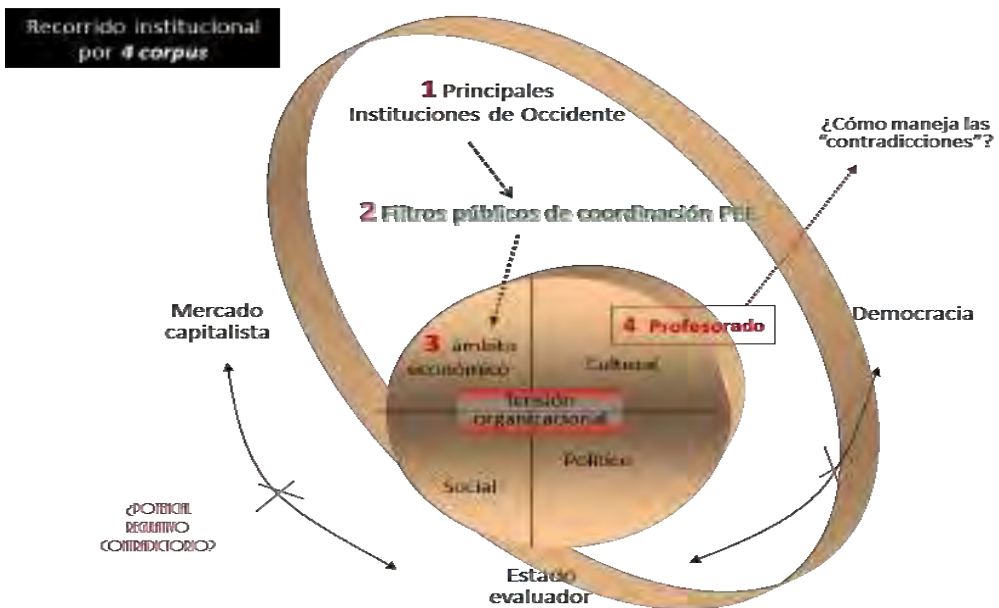 Recorrido institucional
por 4 corpus
1 Principales
Instituciones de Occidente
¿Cómo maneja las
“contradicciones”?
2 Filtros públicos de coordinación PEE
Mercado
capitalista
Democracia
4 Profesorado
3 ámbito
económico
Cultural
Tensión
organizacional
Político
Social
¿POTENCIAL
REGULATIVO
CONTRADICTORIO?
Estado
evaluador